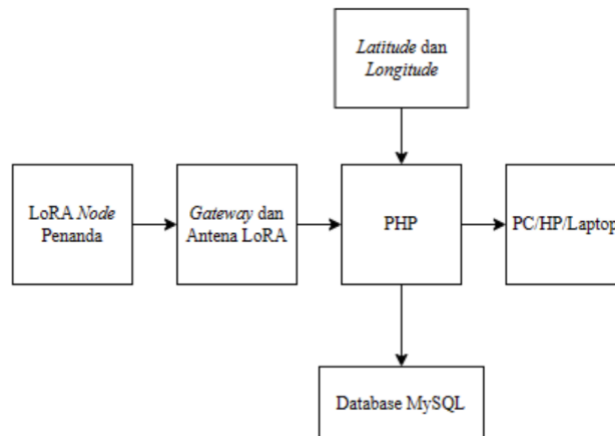 Latitude dan
Longitude
LoRA Node
Penanda
Gateway dan
Antena LoRA
PHP
PC/HP/Laptop
Database MySQL